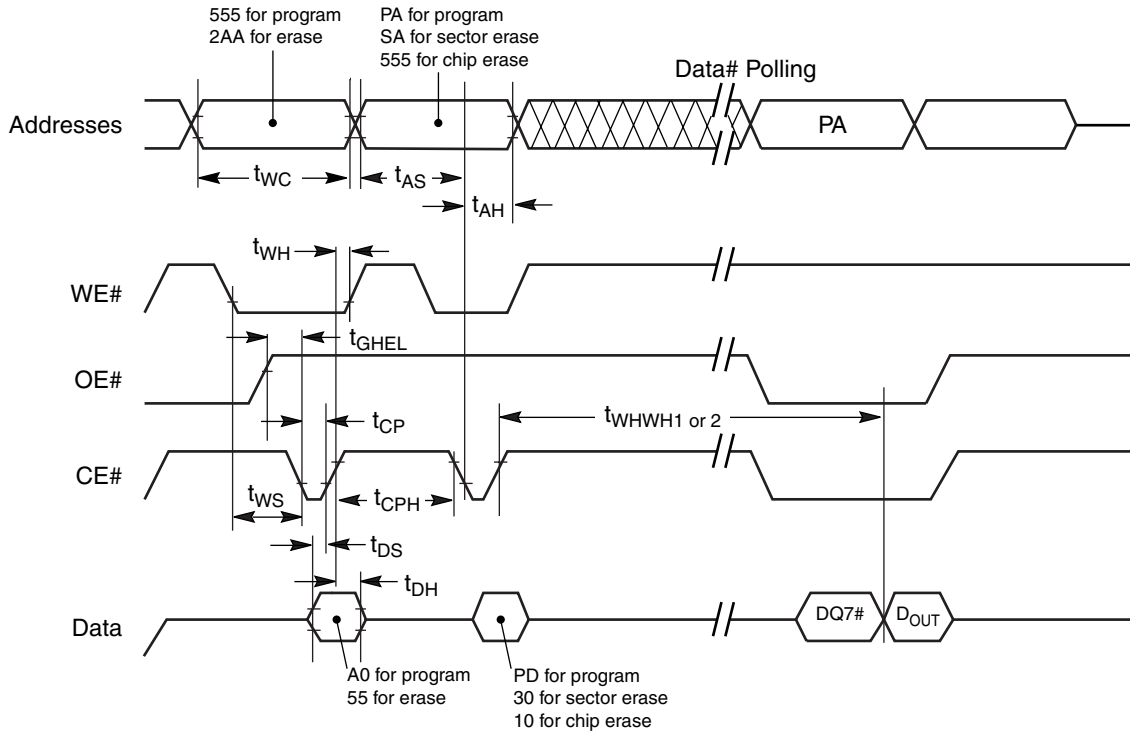 555 for program
2AA for erase
PA for program
SA for sector erase
555 for chip erase
Data# Polling
Addresses
PA
tWC
tAS
tAH
tWH
WE#
tGHEL
OE#
tWHWH1 or 2
tCP
CE#
tWS
tCPH
tDS
tDH
Data
DQ7#
DOUT
A0 for program
55 for erase
PD for program
30 for sector erase
10 for chip erase